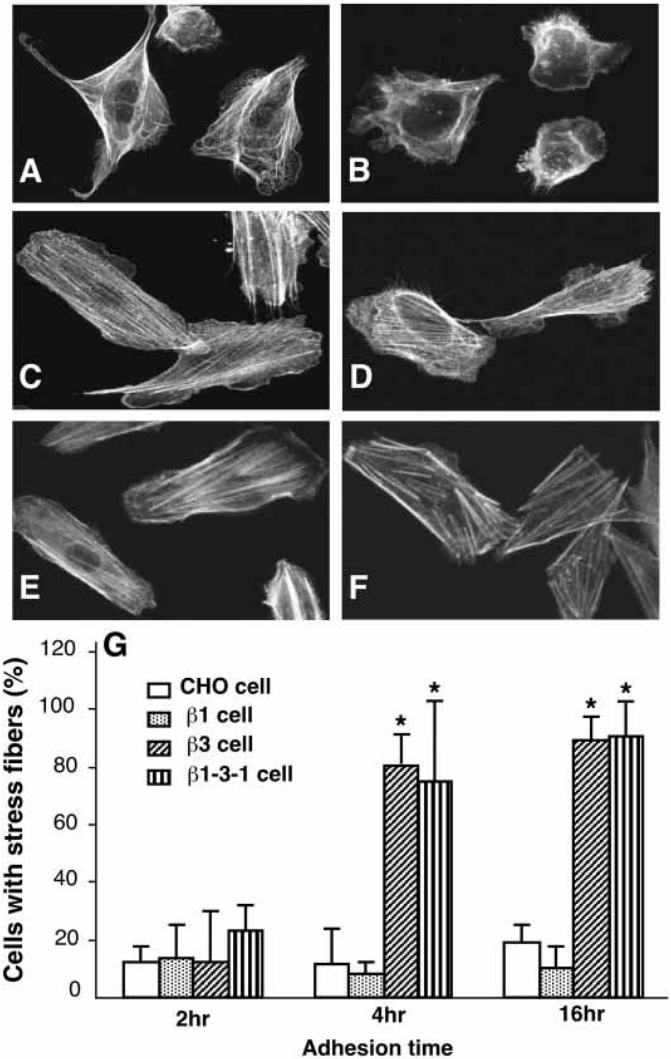 A
B
C
D
E
F
G
Cells with stress fibers (%)
120
100
80
60
40
20
0
CHO cell
β1 cell
β3 cell
β1-3-1 cell
* *
* *
2hr
4hr
16hr
Adhesion time